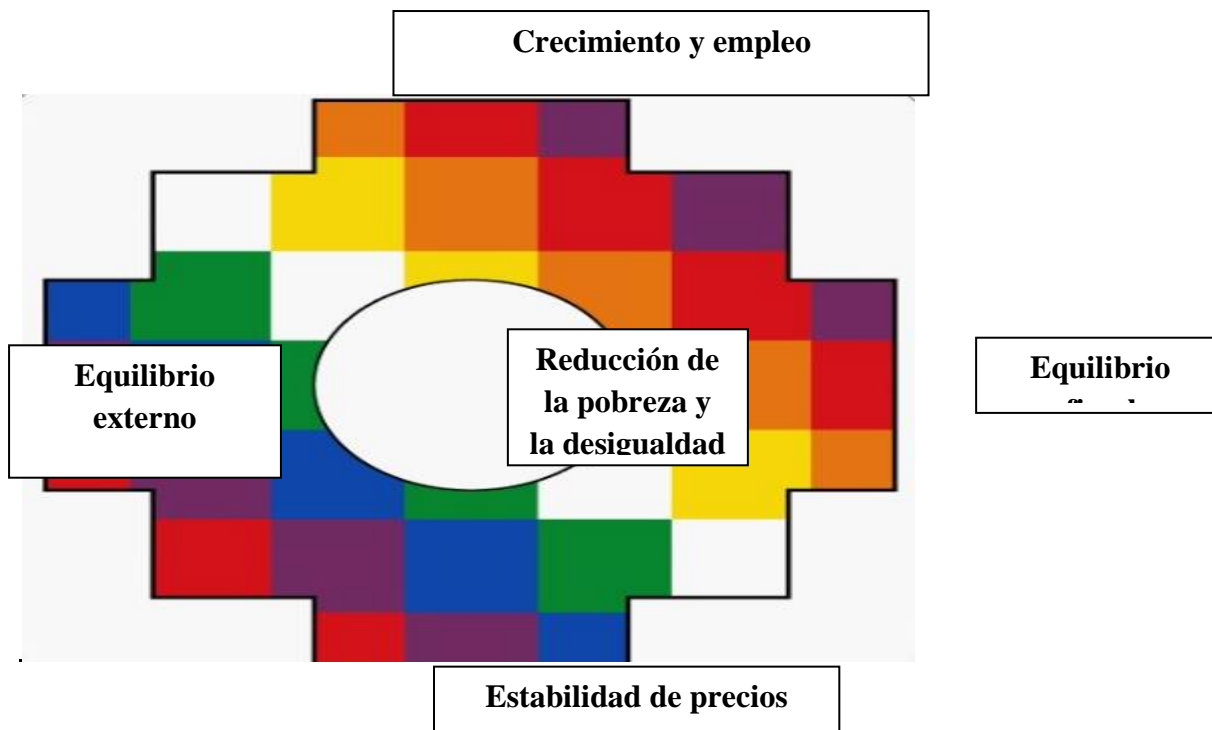 Crecimiento y empleo
Equilibrio
externo
Reducción de
la pobreza y
la desigualdad
Equilibrio
Estabilidad de precios